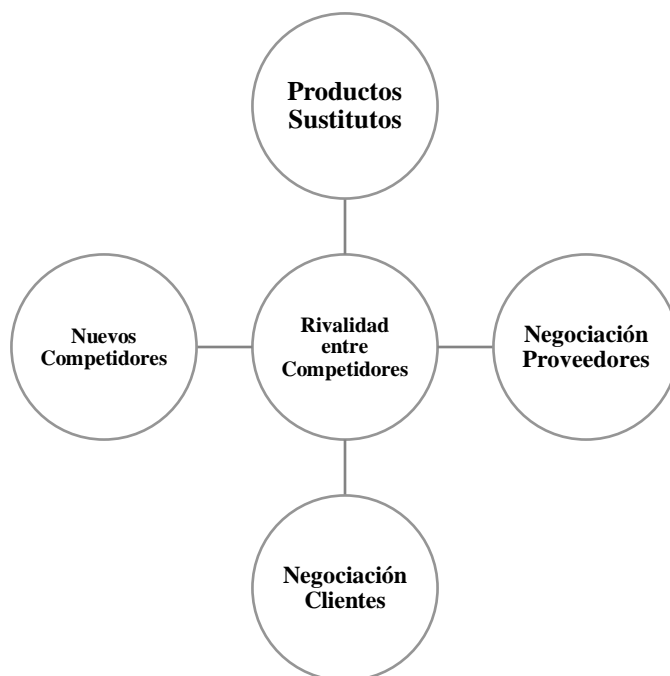 Productos
Sustitutos
Nuevos
Competidores
Rivalidad
entre
Competidores
Negociación
Proveedores
Negociación
Clientes